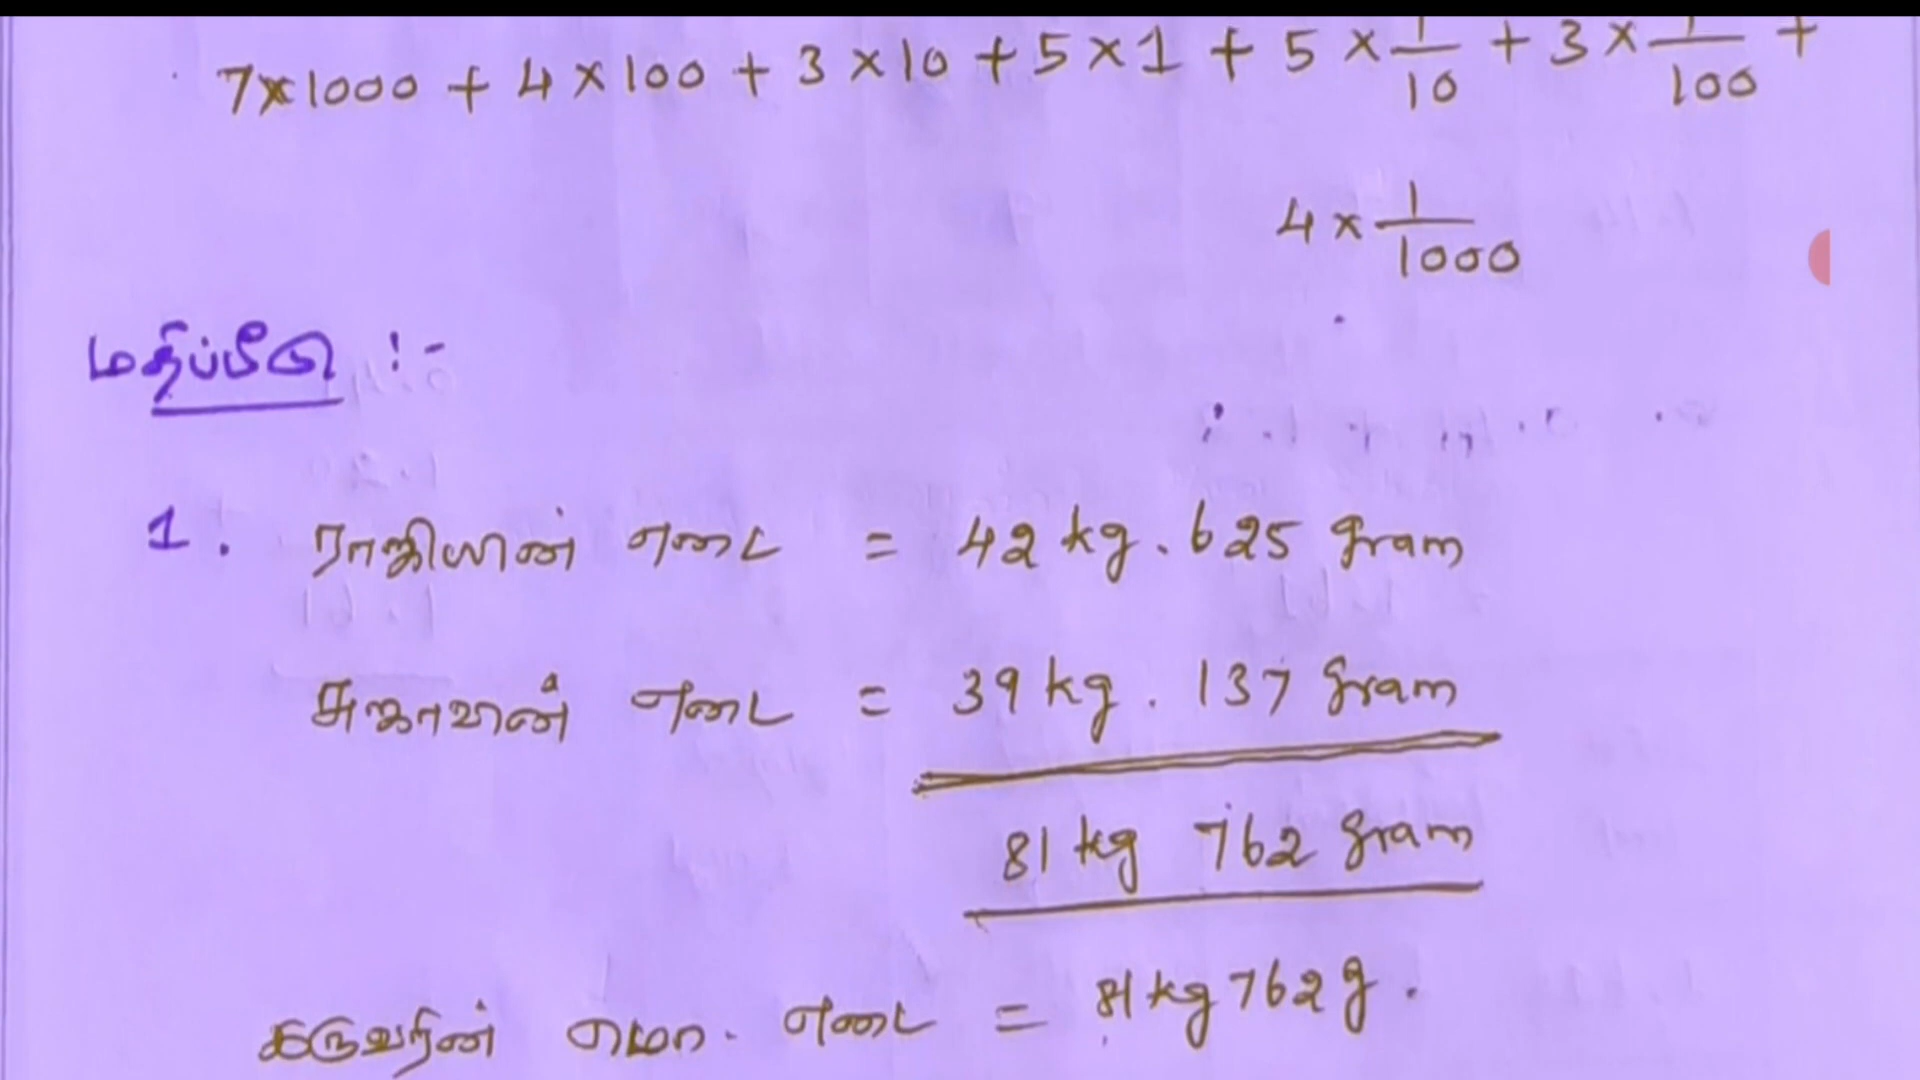 7×1000 + 4×100 + 3×10 + 5×1 + 5×1/10 + 3×1/100 +
4×1/1000
மதிப்பீடு :-
1. ராகியின் எடை = 42 kg. 625 gram
சுகாவின் எடை = 39 kg. 137 gram
81 kg 762 gram
இருவரின் மொ. எடை = 81 kg 762 g.